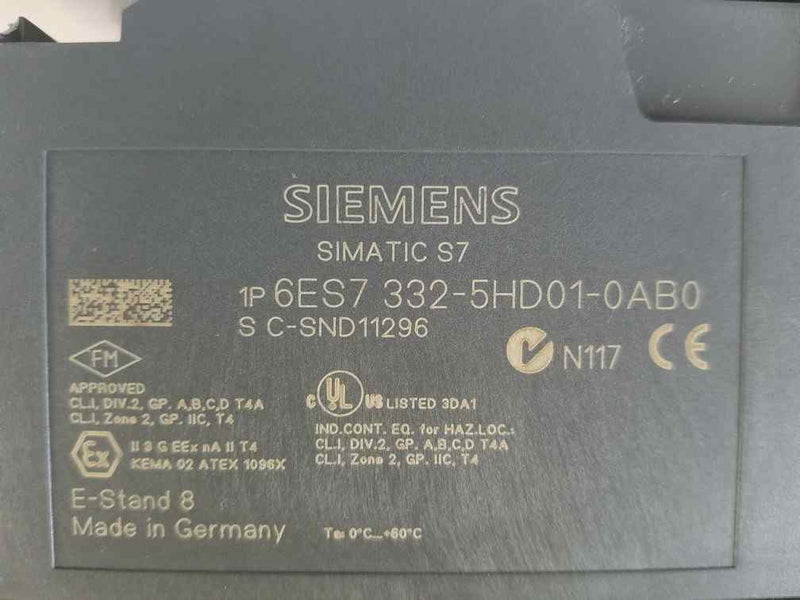 SIEMENS
SIMATIC S7
1P 6ES7 332-5HD01-0AB0
S C-SND11296
N117 CE
FM
APPROVED
CL.I, DIV.2, GP. A,B,C,D T4A
CL.I, Zone 2, GP. IIC, T4
C UL US LISTED 3DA1
IND.CONT. EQ. for HAZ.LOC.:
CL.I, DIV.2, GP. A,B,C,D T4A
CL.I, Zone 2, GP. IIC, T4
Ex II 3 G EEx nA II T4
KEMA 02 ATEX 1096X
E-Stand 8
Made in Germany
Ta: 0°C...+60°C